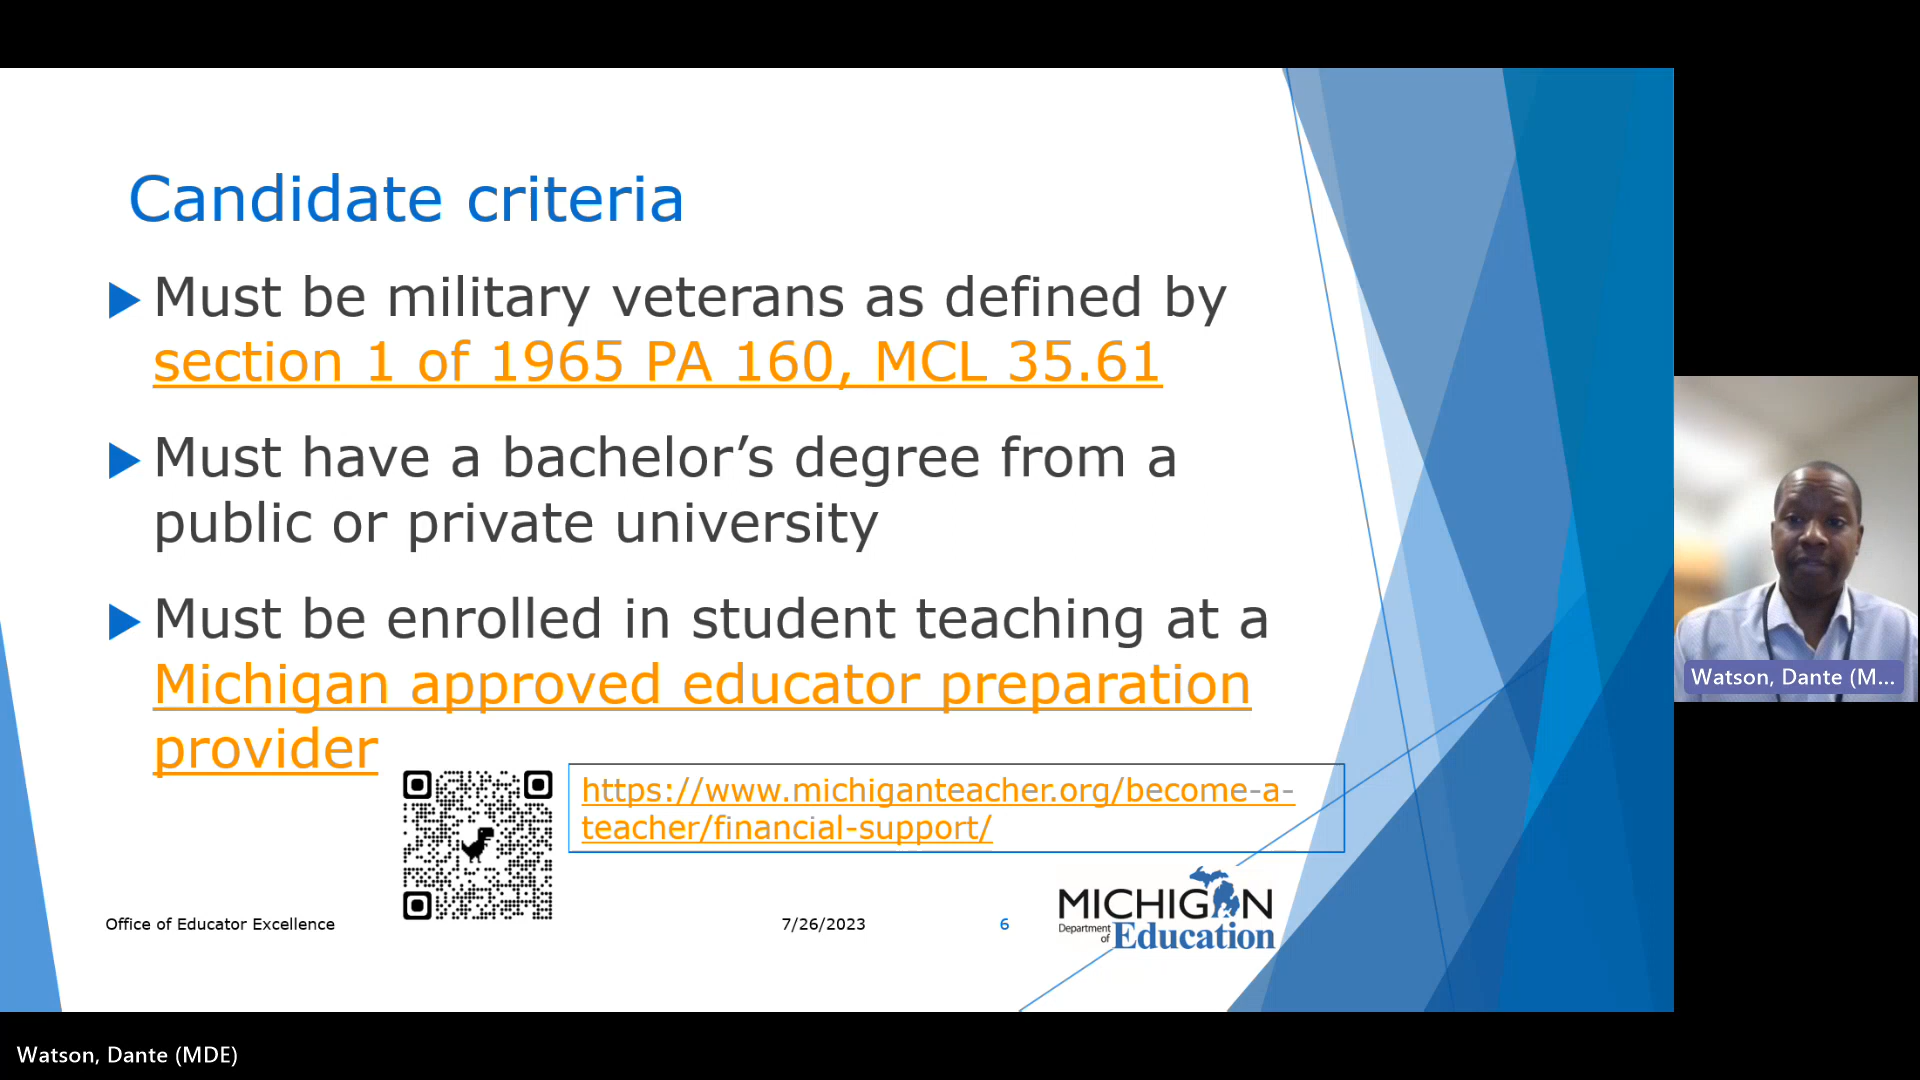 Candidate criteria
Must be military veterans as defined by
section 1 of 1965 PA 160, MCL 35.61
Must have a bachelor’s degree from a
public or private university
Must be enrolled in student teaching at a
Michigan approved educator preparation
provider
https://www.michiganteacher.org/become-a-
teacher/financial-support/
Office of Educator Excellence
7/26/2023
6
MICHIGAN
Department
of Education
Watson, Dante (M...
Watson, Dante (MDE)